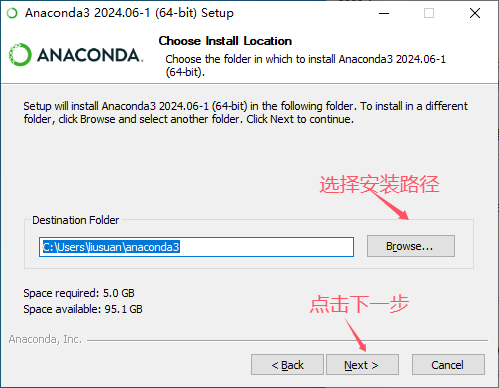 Anaconda3 2024.06-1 (64-bit) Setup
ANACONDA.
Choose Install Location
Choose the folder in which to install Anaconda3 2024.06-1
(64-bit).
Setup will install Anaconda3 2024.06-1 (64-bit) in the following folder. To install in a different
folder, click Browse and select another folder. Click Next to continue.
选择安装路径
Destination Folder
C:\Users\liusuan\anaconda3
Browse...
Space required: 5.0 GB
Space available: 95.1 GB
点击下一步
Anaconda, Inc.
< Back
Next >
Cancel